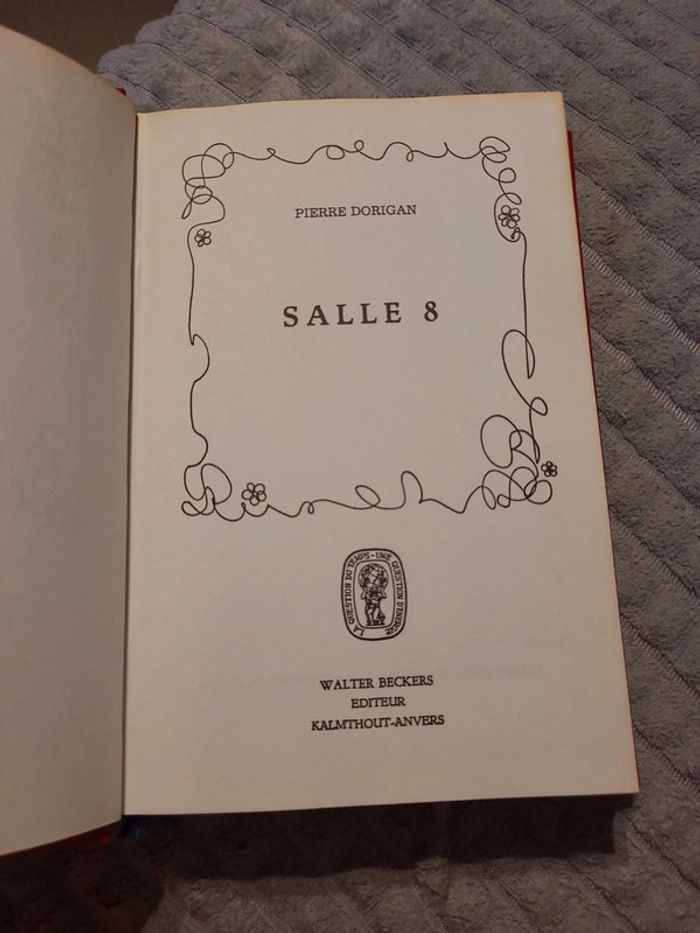 PIERRE DORIGAN
SALLE 8
LA QUESTION DU TEMPS-UNE QUESTION D'ENERGIE
WALTER BECKERS
EDITEUR
KALMTHOUT-ANVERS